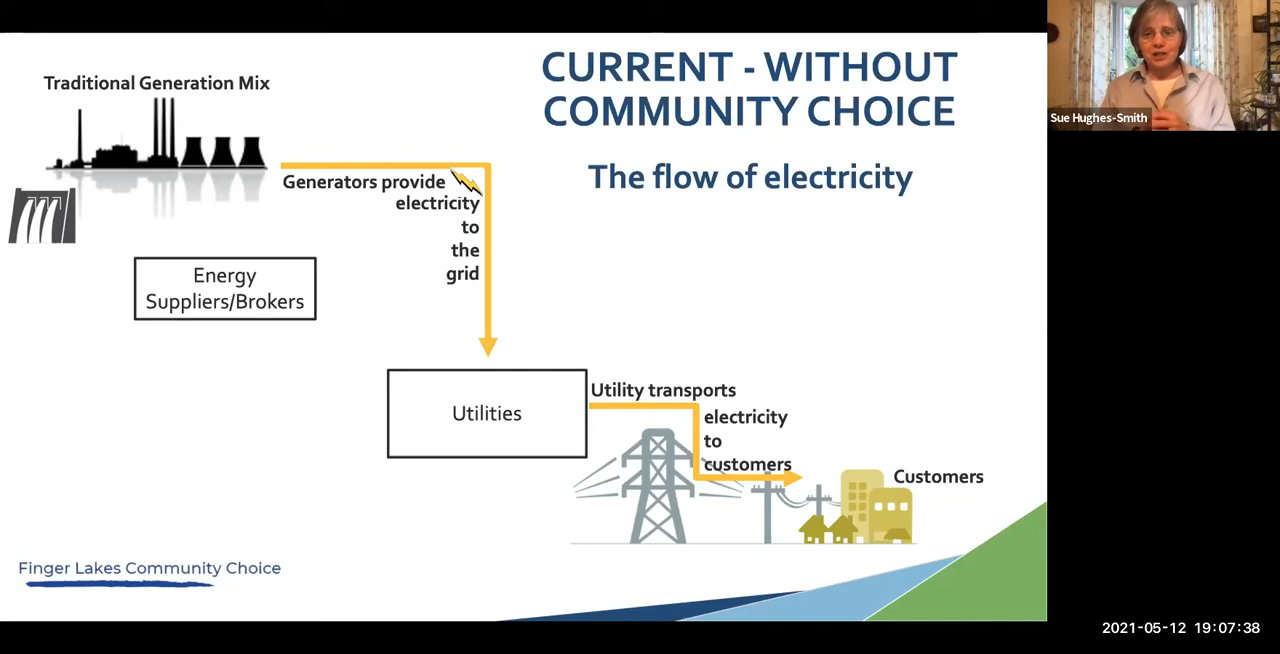 CURRENT - WITHOUT
COMMUNITY CHOICE
The flow of electricity
Traditional Generation Mix
Generators provide
electricity
to
the
grid
Energy
Suppliers/Brokers
Utilities
Utility transports
electricity
to
customers
Customers
Finger Lakes Community Choice
Sue Hughes-Smith
2021-05-12 19:07:38